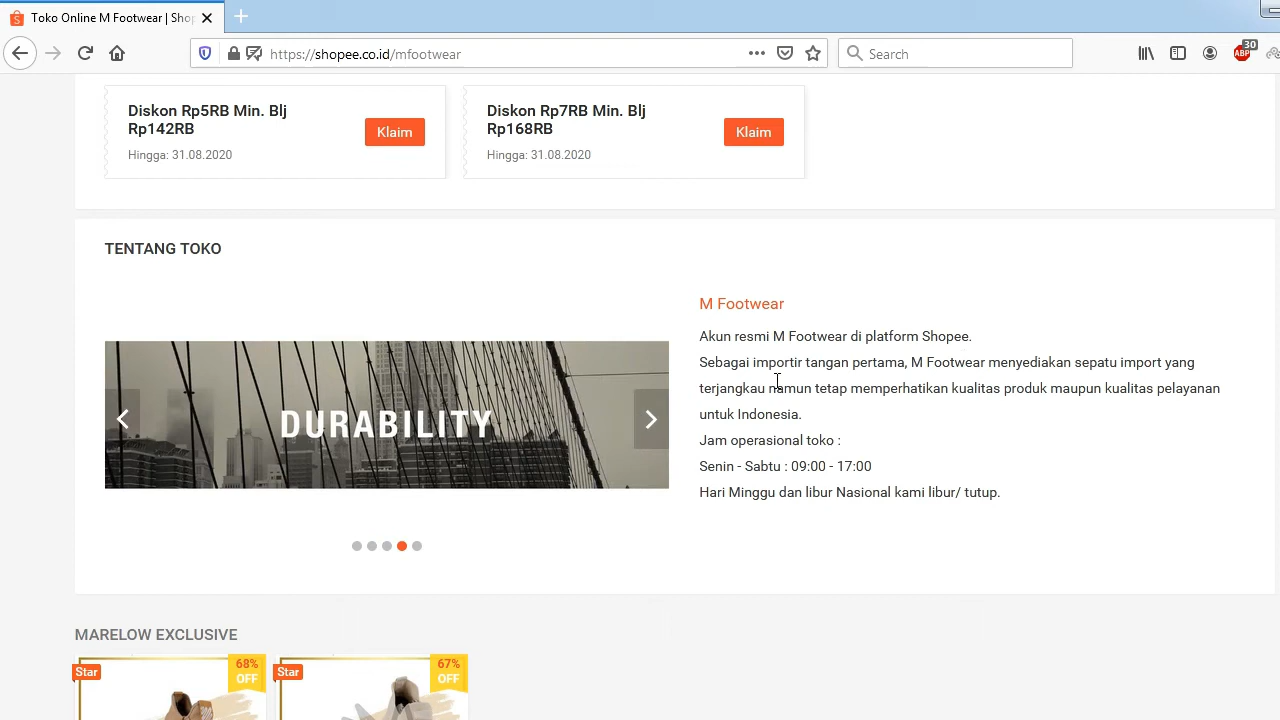 Toko Online M Footwear | Shop
https://shopee.co.id/mfootwear
Search
ABP
30
Diskon Rp5RB Min. Blj
Rp142RB
Hingga: 31.08.2020
Klaim
Diskon Rp7RB Min. Blj
Rp168RB
Hingga: 31.08.2020
Klaim
TENTANG TOKO
DURABILITY
M Footwear
Akun resmi M Footwear di platform Shopee.
Sebagai importir tangan pertama, M Footwear menyediakan sepatu import yang
terjangkau namun tetap memperhatikan kualitas produk maupun kualitas pelayanan
untuk Indonesia.
Jam operasional toko :
Senin - Sabtu : 09:00 - 17:00
Hari Minggu dan libur Nasional kami libur/ tutup.
MARELOW EXCLUSIVE
Star
68%
OFF
Star
67%
OFF